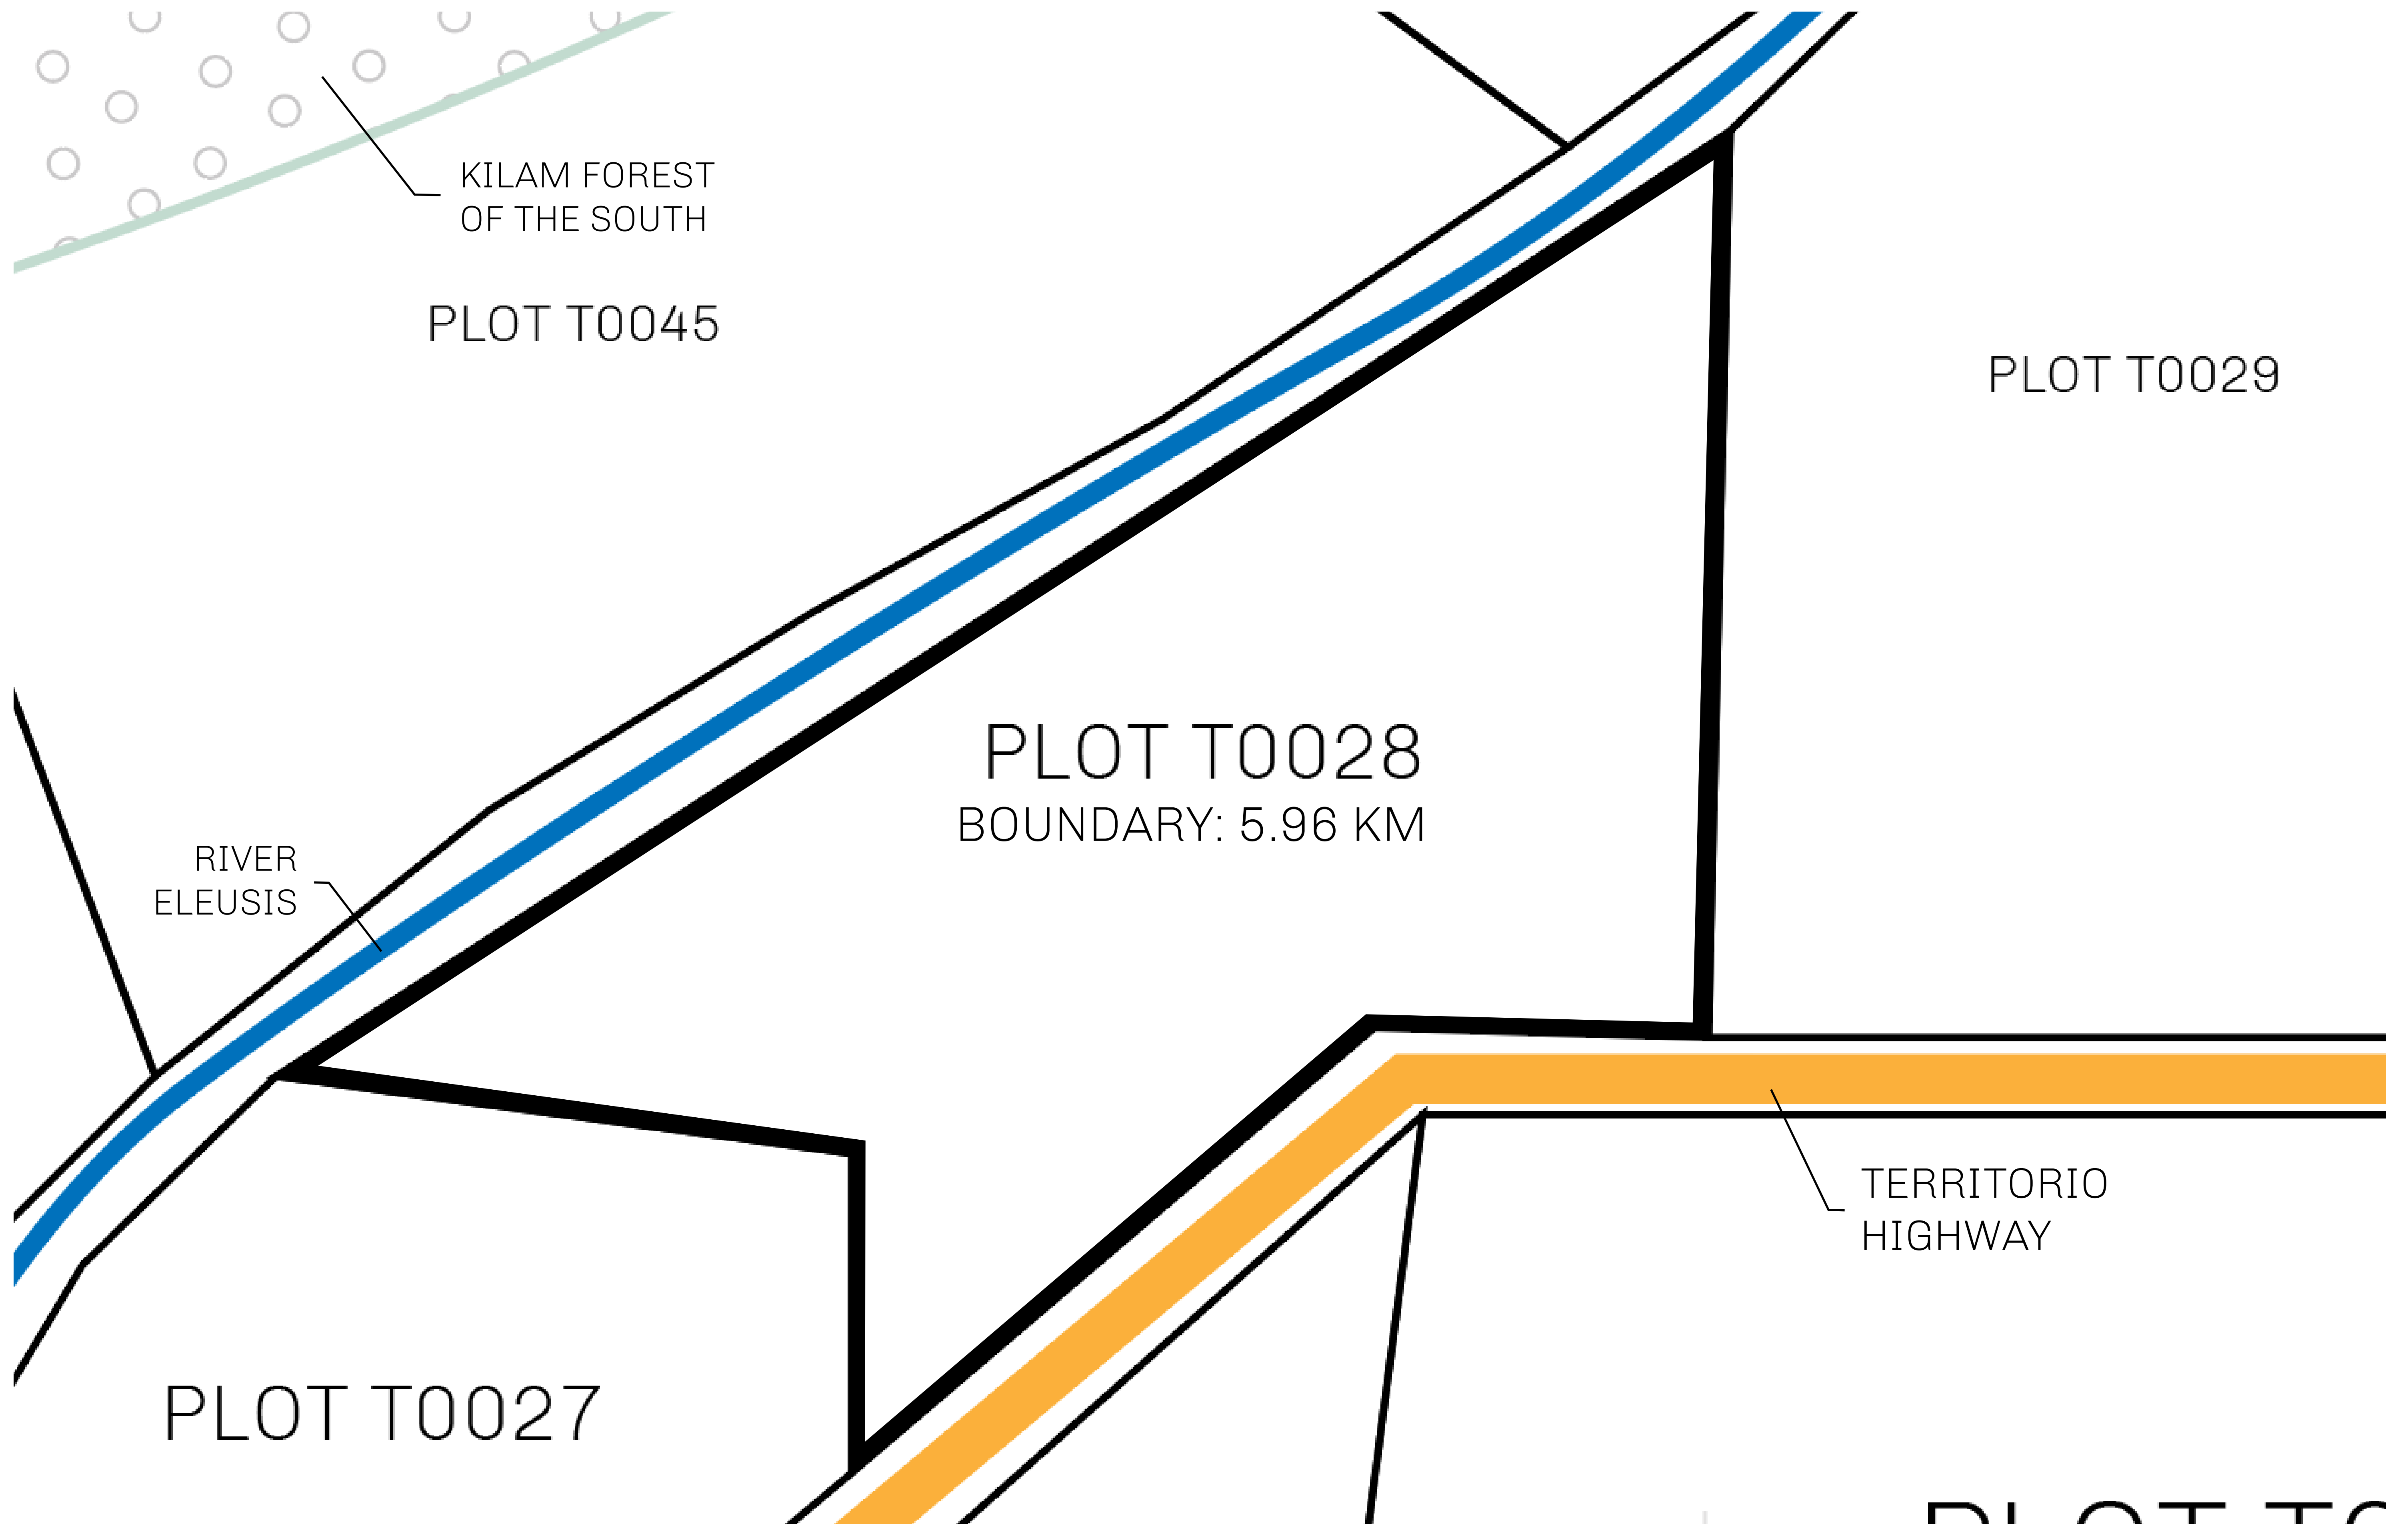 KILAM FOREST
OF THE SOUTH
PLOT T0045
PLOT T0029
PLOT T0028
BOUNDARY: 5.96 KM
RIVER
ELEUSIS
TERRITORIO
HIGHWAY
PLOT T0027
PLOT